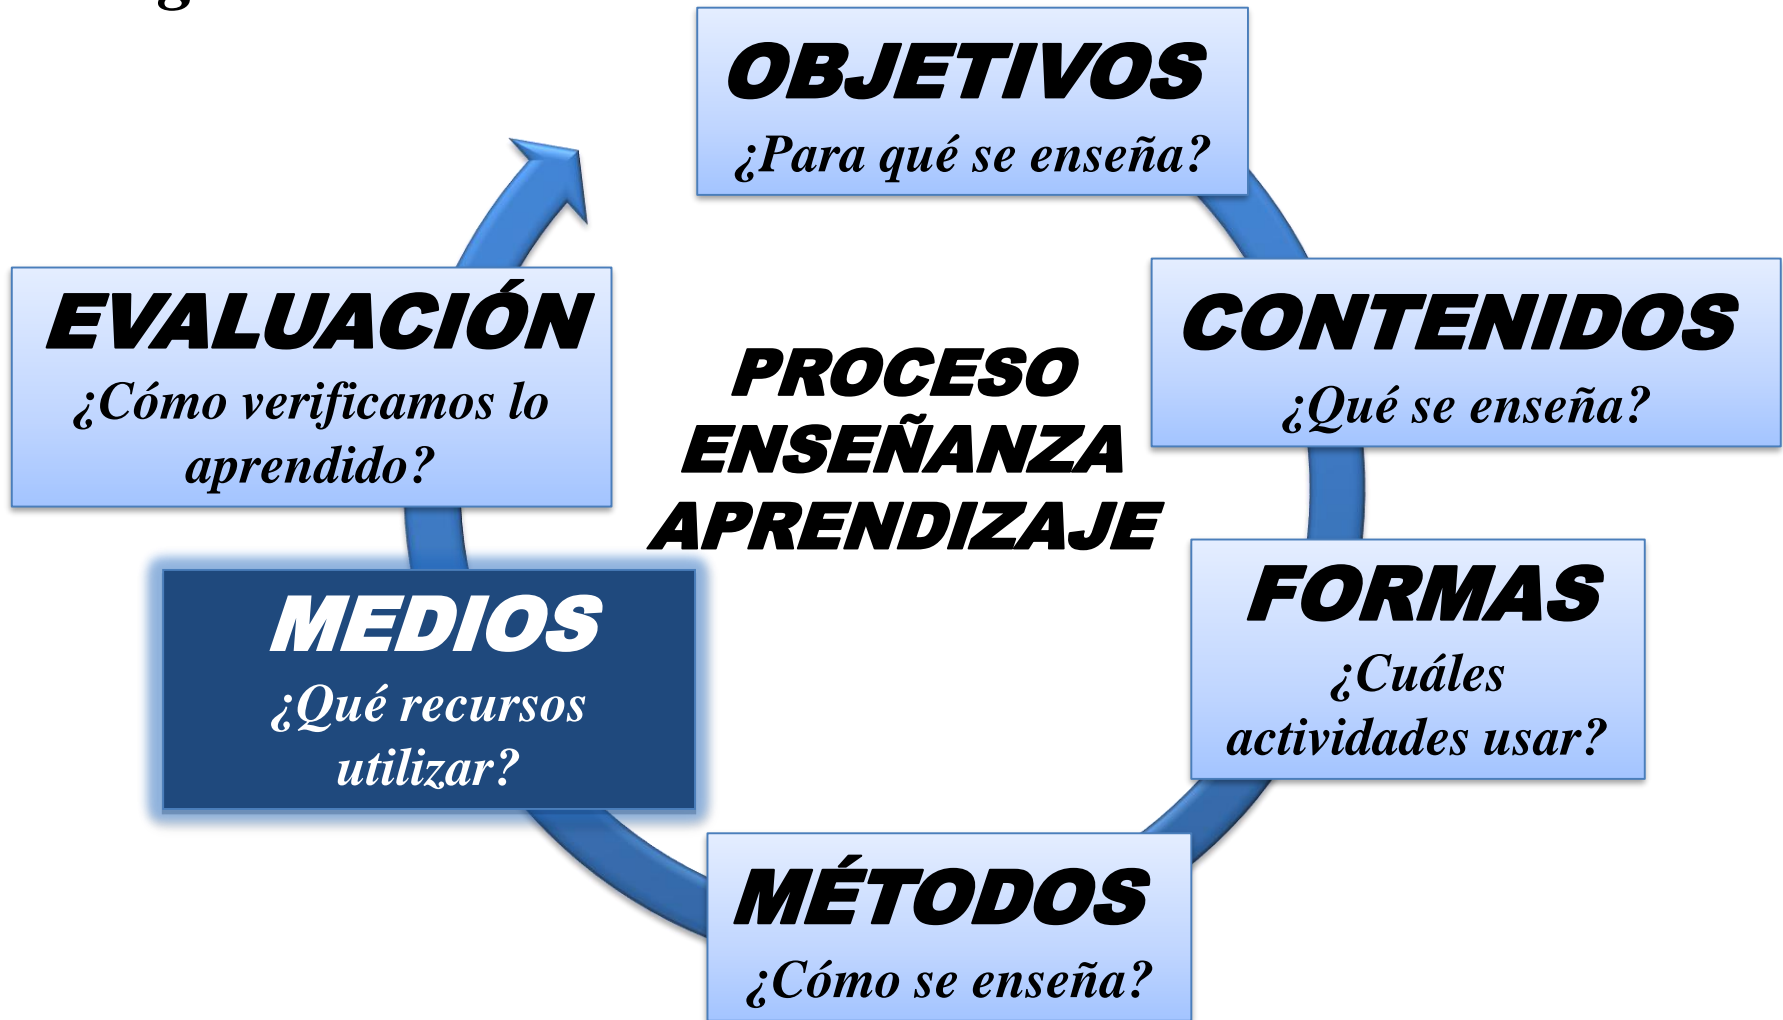 OBJETIVOS
¿Para qué se enseña?
CONTENIDOS
¿Qué se enseña?
FORMAS
¿Cuáles
actividades usar?
MÉTODOS
¿Cómo se enseña?
MEDIOS
¿Qué recursos
utilizar?
EVALUACIÓN
¿Cómo verificamos lo
aprendido?
PROCESO
ENSEÑANZA
APRENDIZAJE